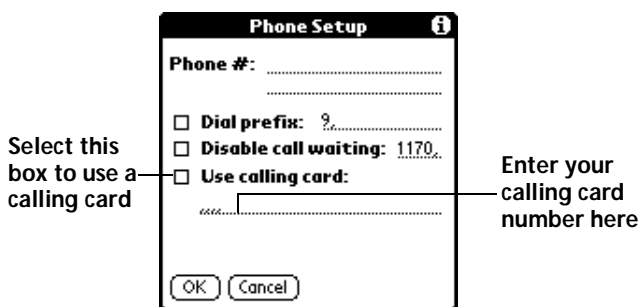 Phone Setup
Phone #:
Dial prefix: 9,
Disable call waiting: 1170,
Use calling card:
,,,,
OK Cancel
Select this
box to use a
calling card
Enter your
calling card
number here